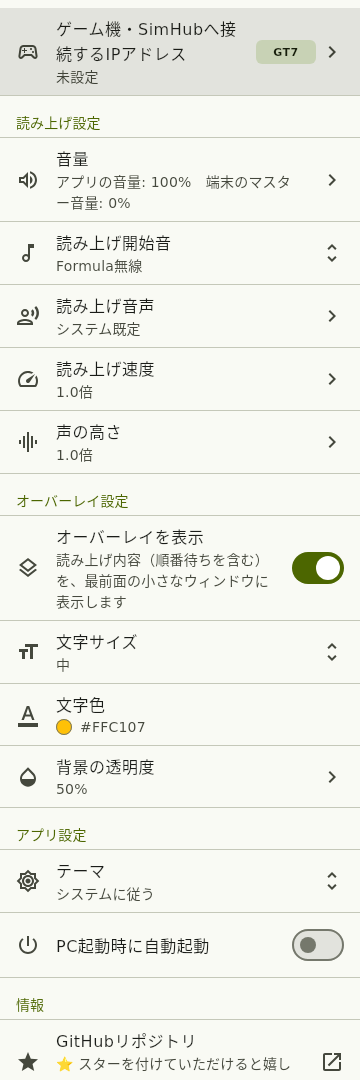 ゲーム機・SimHubへ接
続するIPアドレス
GT7
未設定
読み上げ設定
音量
アプリの音量: 100%　端末のマスタ
ー音量: 0%
読み上げ開始音
Formula無線
読み上げ音声
システム既定
読み上げ速度
1.0倍
声の高さ
1.0倍
オーバーレイ設定
オーバーレイを表示
読み上げ内容（順番待ちを含む）
を、最前面の小さなウィンドウに
表示します
文字サイズ
中
文字色
#FFC107
背景の透明度
50%
アプリ設定
テーマ
システムに従う
PC起動時に自動起動
情報
GitHubリポジトリ
⭐ スターを付けていただけると嬉し